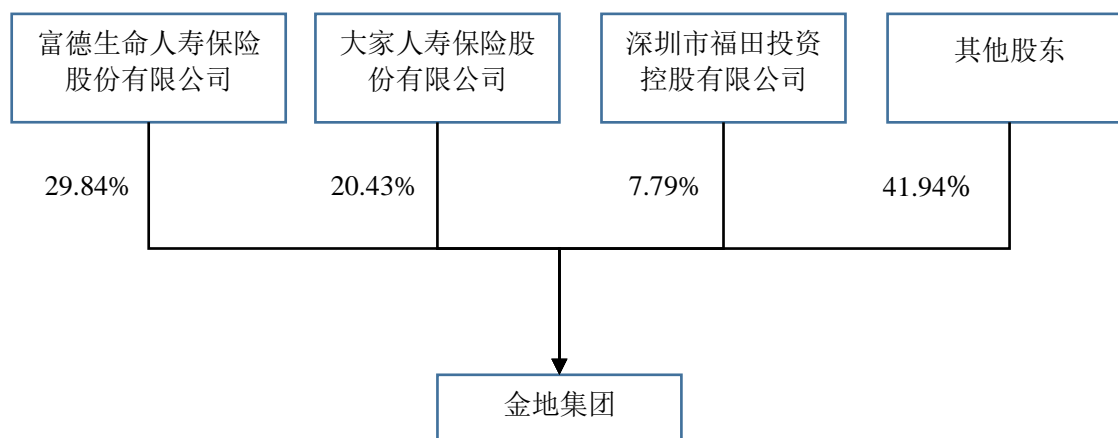 富德生命人寿保险
股份有限公司
大家人寿保险股
份有限公司
深圳市福田投资
控股有限公司
其他股东
29.84%
20.43%
7.79%
41.94%
金地集团